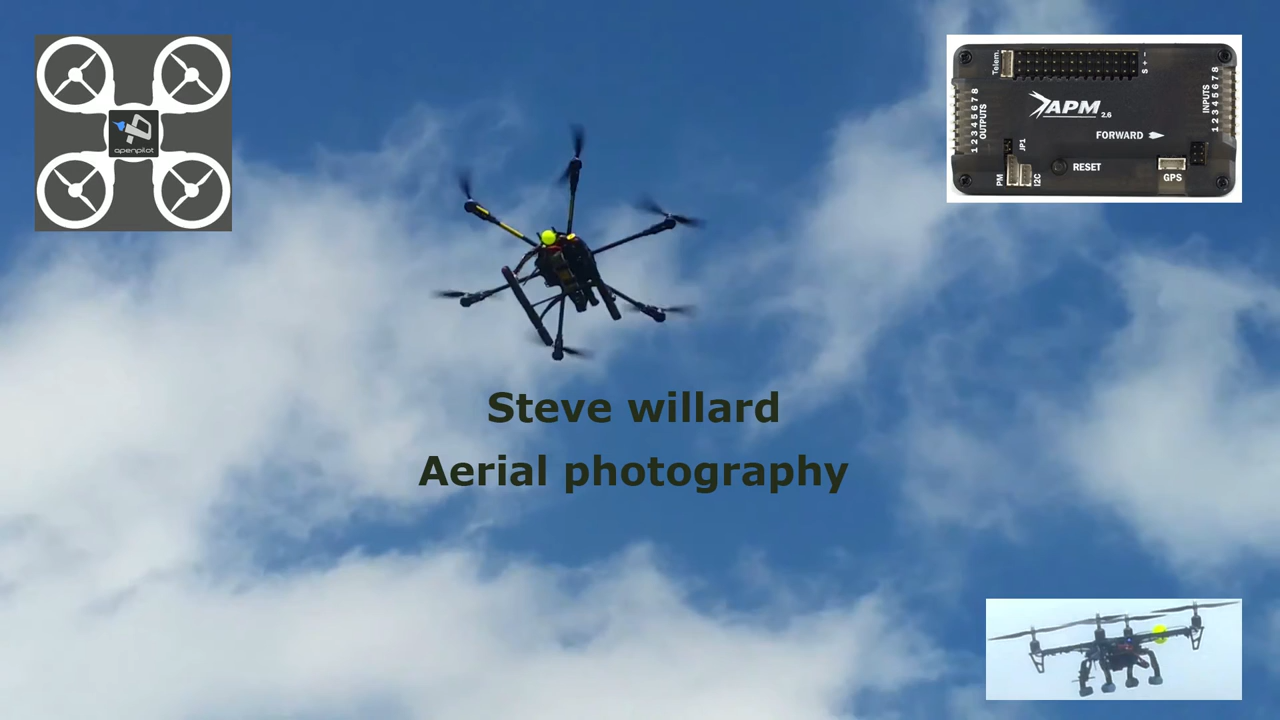 openpilot
Telem.
S + -
1 2 3 4 5 6 7 8
OUTPUTS
INPUTS
1 2 3 4 5 6 7 8
APM 2.6
FORWARD
JP1
RESET
PM
I2C
GPS
Steve willard
Aerial photography